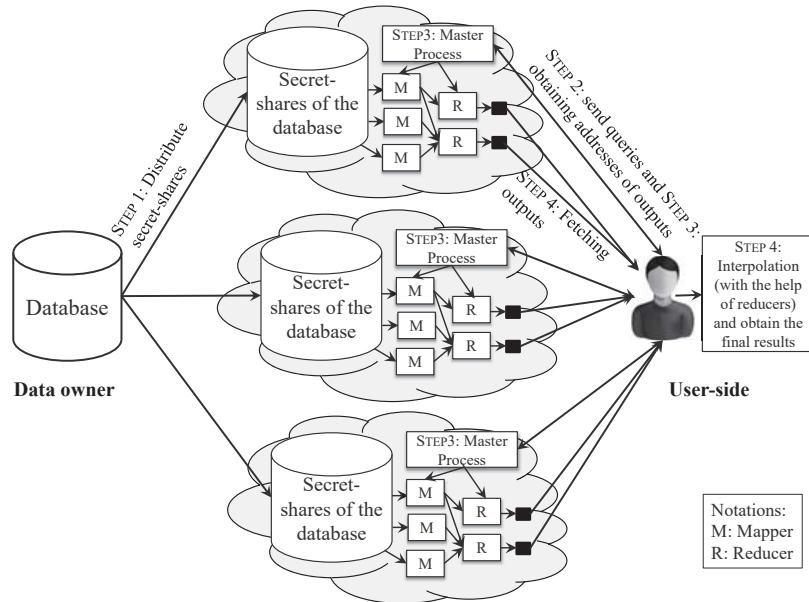 STEP3: Master
Process
Secret-
shares of the
database
M
M
M
R
R
STEP 1: Distribute
secret-shares
STEP 2: send queries and STEP 3:
obtaining addresses of outputs
STEP 4: Fetching
outputs
Database
Data owner
STEP3: Master
Process
Secret-
shares of the
database
M
M
M
R
R
STEP 4:
Interpolation
(with the help
of reducers)
and obtain the
final results
User-side
STEP3: Master
Process
Secret-
shares of the
database
M
M
M
R
R
Notations:
M: Mapper
R: Reducer